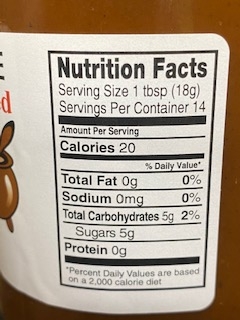 E
ed
Nutrition Facts
Serving Size 1 tbsp (18g)
Servings Per Container 14
Amount Per Serving
Calories 20
% Daily Value*
Total Fat 0g 0%
Sodium 0mg 0%
Total Carbohydrates 5g 2%
Sugars 5g
Protein 0g
*Percent Daily Values are based
on a 2,000 calorie diet